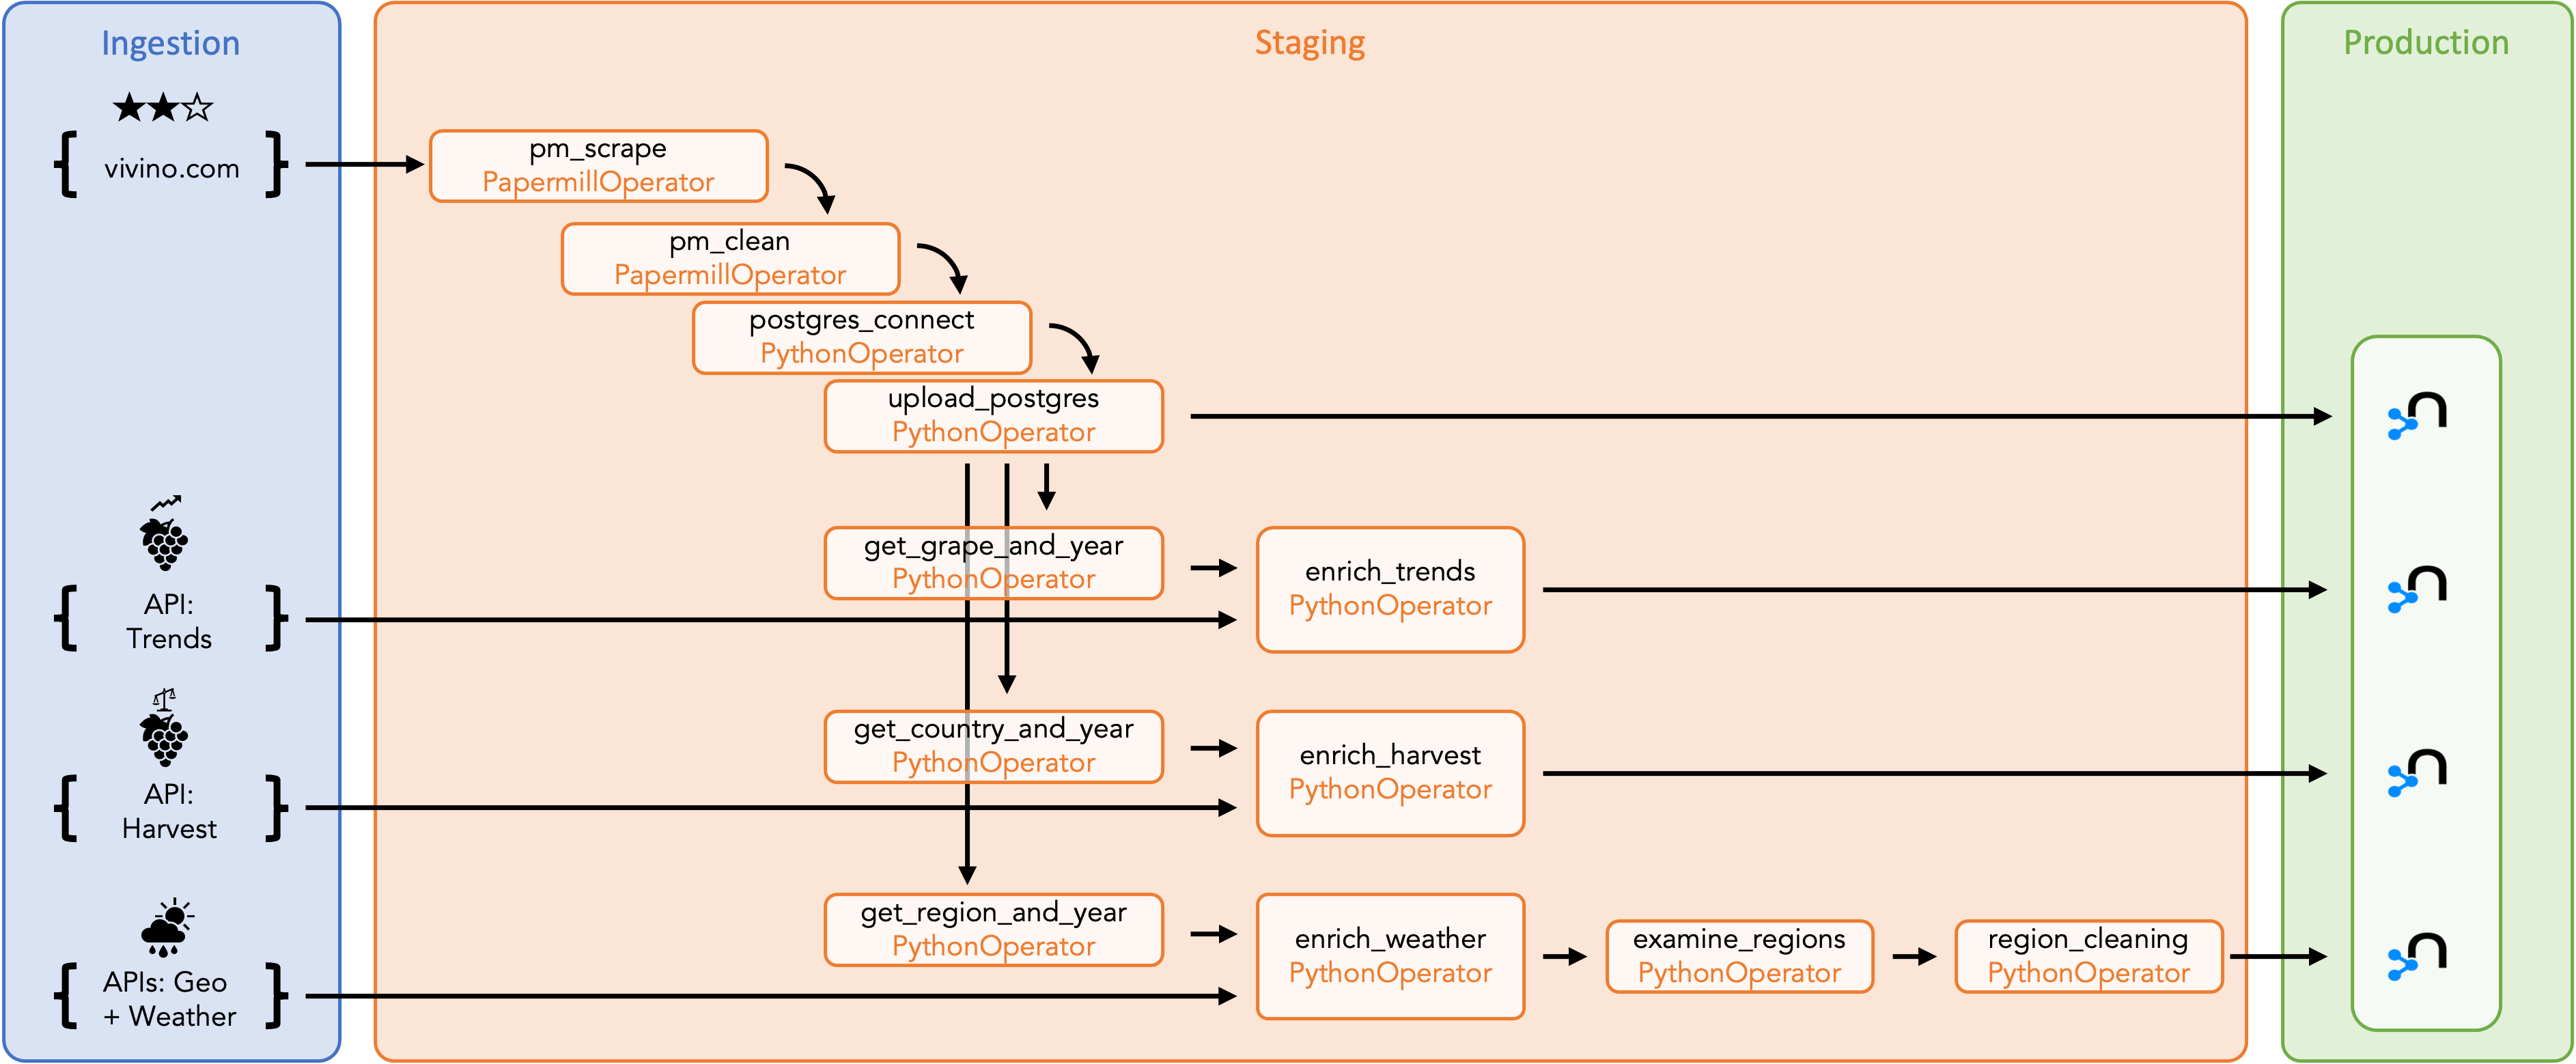 Ingestion
Staging
Production
vivino.com
pm_scrape
PapermillOperator
pm_clean
PapermillOperator
postgres_connect
PythonOperator
upload_postgres
PythonOperator
get_grape_and_year
PythonOperator
enrich_trends
PythonOperator
API:
Trends
get_country_and_year
PythonOperator
enrich_harvest
PythonOperator
API:
Harvest
get_region_and_year
PythonOperator
enrich_weather
PythonOperator
examine_regions
PythonOperator
region_cleaning
PythonOperator
APIs: Geo
+ Weather